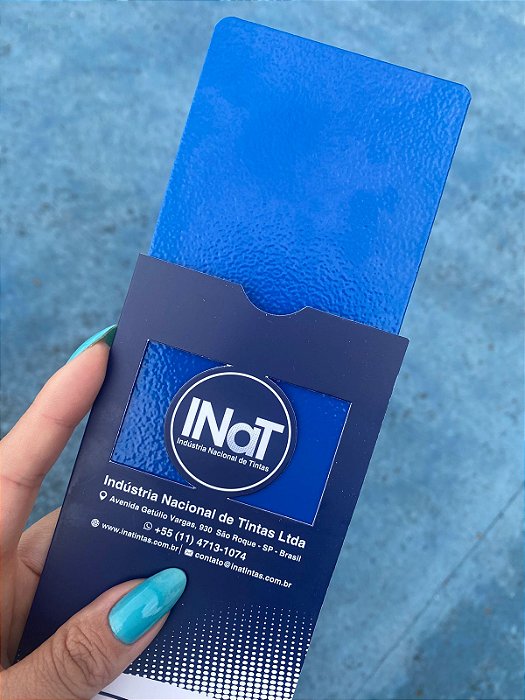 INaT
Indústria Nacional de Tintas
Indústria Nacional de Tintas Ltda
Avenida Getúlio Vargas, 930 São Roque - SP - Brasil
+55 (11) 4713-1074
www.inatintas.com.br| contato@inatintas.com.br